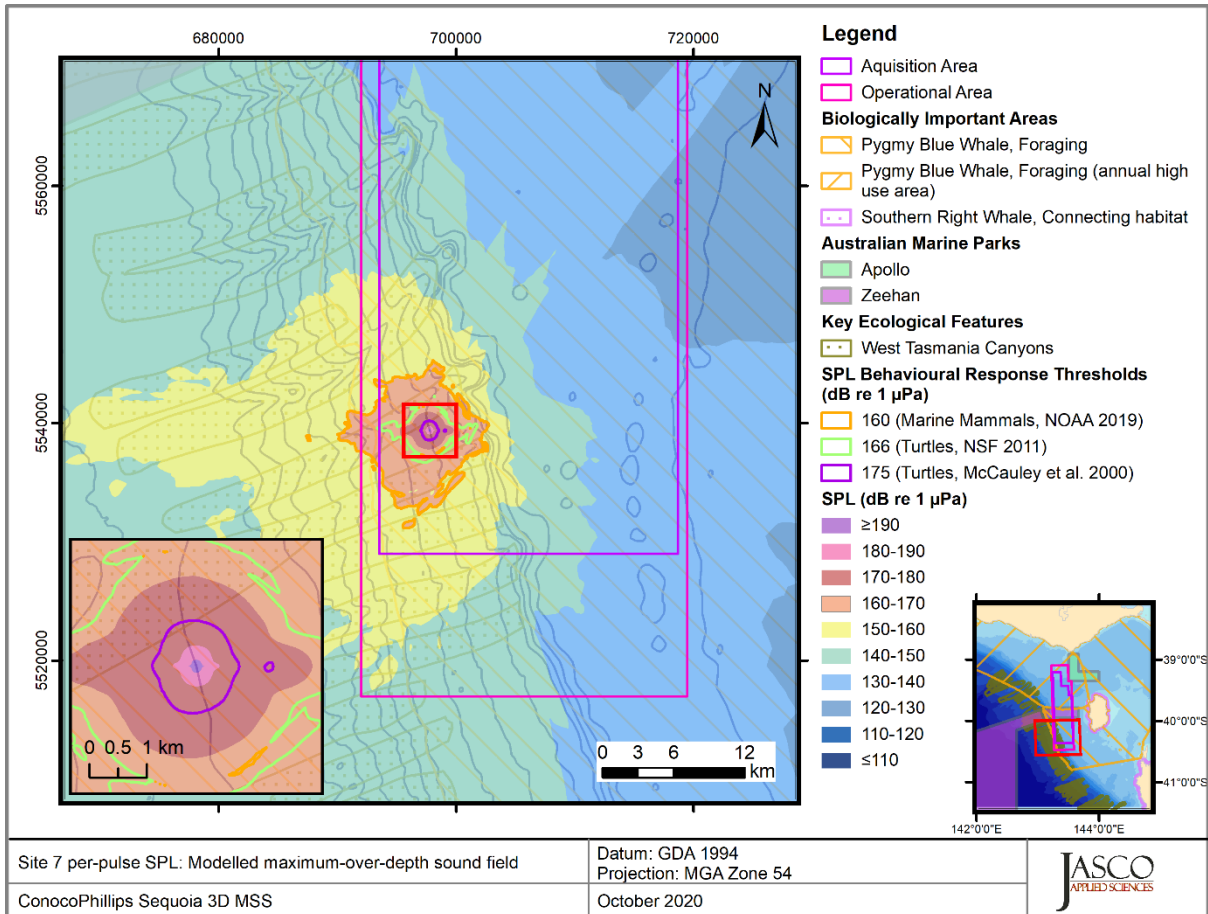 680000
700000
720000
5560000
5540000
5520000
N
0 0.5 1 km
0 3 6 12
km
Legend
Aquisition Area
Operational Area
Biologically Important Areas
Pygmy Blue Whale, Foraging
Pygmy Blue Whale, Foraging (annual high
use area)
Southern Right Whale, Connecting habitat
Australian Marine Parks
Apollo
Zeehan
Key Ecological Features
West Tasmania Canyons
SPL Behavioural Response Thresholds
(dB re 1 µPa)
160 (Marine Mammals, NOAA 2019)
166 (Turtles, NSF 2011)
175 (Turtles, McCauley et al. 2000)
SPL (dB re 1 µPa)
≥190
180-190
170-180
160-170
150-160
140-150
130-140
120-130
110-120
≤110
39°0'0"S
40°0'0"S
41°0'0"S
142°0'0"E
144°0'0"E
Site 7 per-pulse SPL: Modelled maximum-over-depth sound field
Datum: GDA 1994
Projection: MGA Zone 54
ConocoPhillips Sequoia 3D MSS
October 2020
JASCO
APPLIED SCIENCES